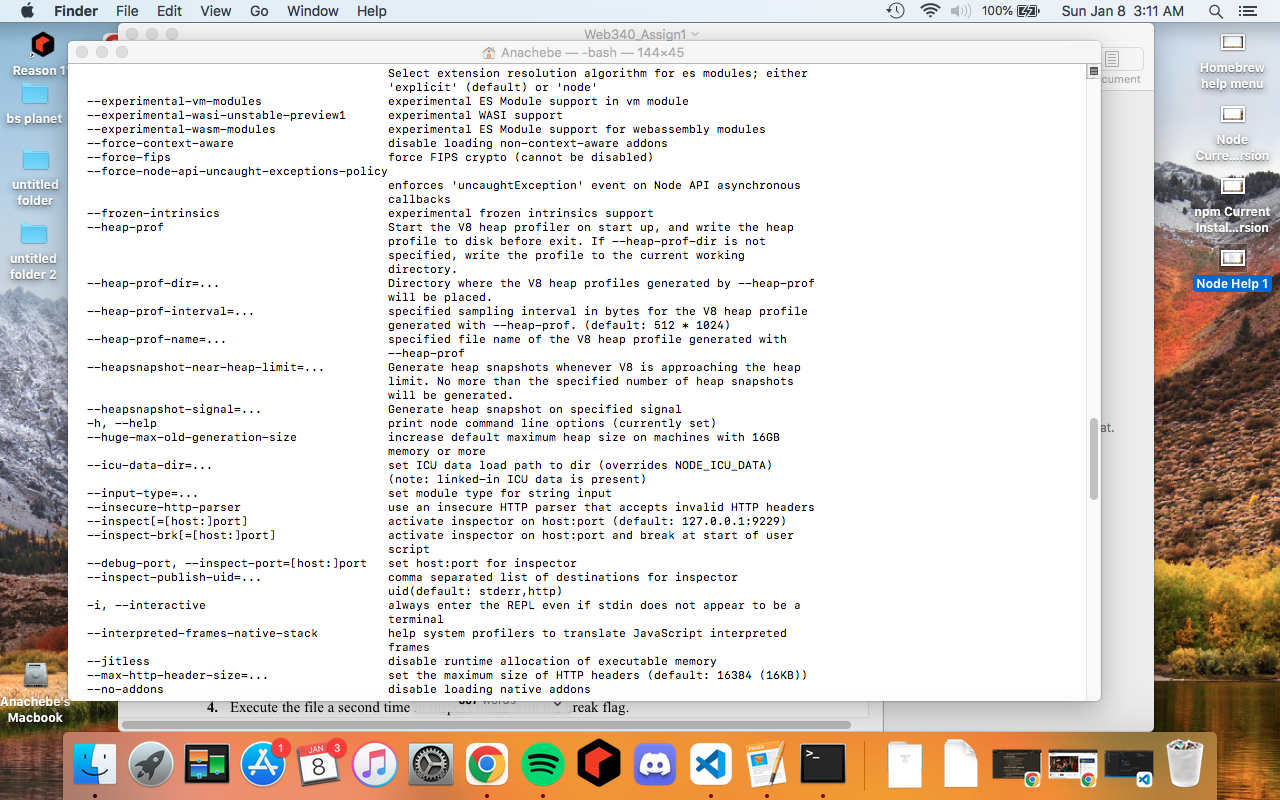 Finder File Edit View Go Window Help 100% Sun Jan 8 3:11 AM
Web340_Assign1
Anachebe — -bash — 144×45
Select extension resolution algorithm for es modules; either
'explicit' (default) or 'node'
--experimental-vm-modules experimental ES Module support in vm module
--experimental-wasi-unstable-preview1 experimental WASI support
--experimental-wasm-modules experimental ES Module support for webassembly modules
--force-context-aware disable loading non-context-aware addons
--force-fips force FIPS crypto (cannot be disabled)
--force-node-api-uncaught-exceptions-policy
enforces 'uncaughtException' event on Node API asynchronous
callbacks
--frozen-intrinsics experimental frozen intrinsics support
--heap-prof Start the V8 heap profiler on start up, and write the heap
profile to disk before exit. If --heap-prof-dir is not
specified, write the profile to the current working
directory.
--heap-prof-dir=... Directory where the V8 heap profiles generated by --heap-prof
will be placed.
--heap-prof-interval=... specified sampling interval in bytes for the V8 heap profile
generated with --heap-prof. (default: 512 * 1024)
--heap-prof-name=... specified file name of the V8 heap profile generated with
--heap-prof
--heapsnapshot-near-heap-limit=... Generate heap snapshots whenever V8 is approaching the heap
limit. No more than the specified number of heap snapshots
will be generated.
--heapsnapshot-signal=... Generate heap snapshot on specified signal
-h, --help print node command line options (currently set)
--huge-max-old-generation-size increase default maximum heap size on machines with 16GB
memory or more
--icu-data-dir=... set ICU data load path to dir (overrides NODE_ICU_DATA)
(note: linked-in ICU data is present)
--input-type=... set module type for string input
--insecure-http-parser use an insecure HTTP parser that accepts invalid HTTP headers
--inspect[=[host:]port] activate inspector on host:port (default: 127.0.0.1:9229)
--inspect-brk[=[host:]port] activate inspector on host:port and break at start of user
script
--debug-port, --inspect-port=[host:]port set host:port for inspector
--inspect-publish-uid=... comma separated list of destinations for inspector
uid(default: stderr,http)
-i, --interactive always enter the REPL even if stdin does not appear to be a
terminal
--interpreted-frames-native-stack help system profilers to translate JavaScript interpreted
frames
--jitless disable runtime allocation of executable memory
--max-http-header-size=... set the maximum size of HTTP headers (default: 16384 (16KB))
--no-addons disable loading native addons
4. Execute the file a second time reak flag.
words
cument
at.
Reason 1
bs planet
untitled
folder
untitled
folder 2
Anachebe's
Macbook
Homebrew
help menu
Node
Curre...rsion
npm Current
Instal...rsion
Node Help 1
1
JAN
8
3
PAGES